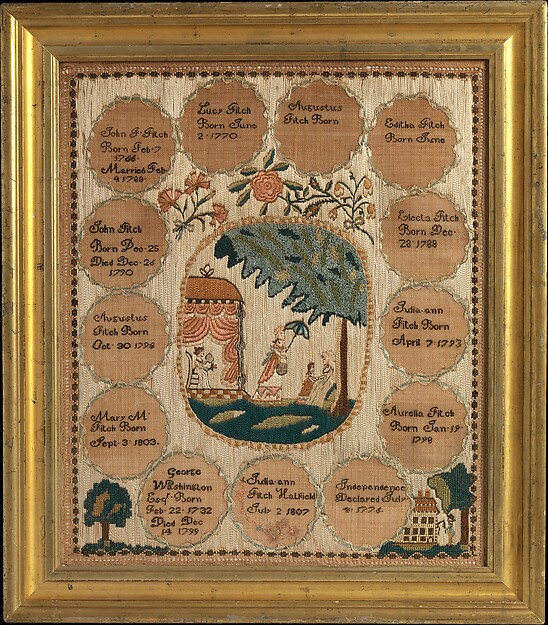 John F. Fitch
Born Feb. 7
1766.
Married Feb
4 1788.
Lucy Fitch
Born June
2. 1770.
Augustus
Fitch Born
Editha Fitch
Born June
John Fitch
Born Dec. 25
Died Dec. 26
1790
Electa Fitch
Born Dec.
28 1788
Augustus
Fitch Born
Oct. 30 1796
Julia ann
Fitch Born
April 7 1793
Mary M
Fitch Born
Sept. 3. 1803.
Aurelia Fitch
Born Jan. 19
1798
George
Washington
Esqr. Born
Feb. 22. 1732
Died Dec
14 1799
Julia ann
Fitch Hatfield
July 2 1807
Independence
Declared July
4. 1776.